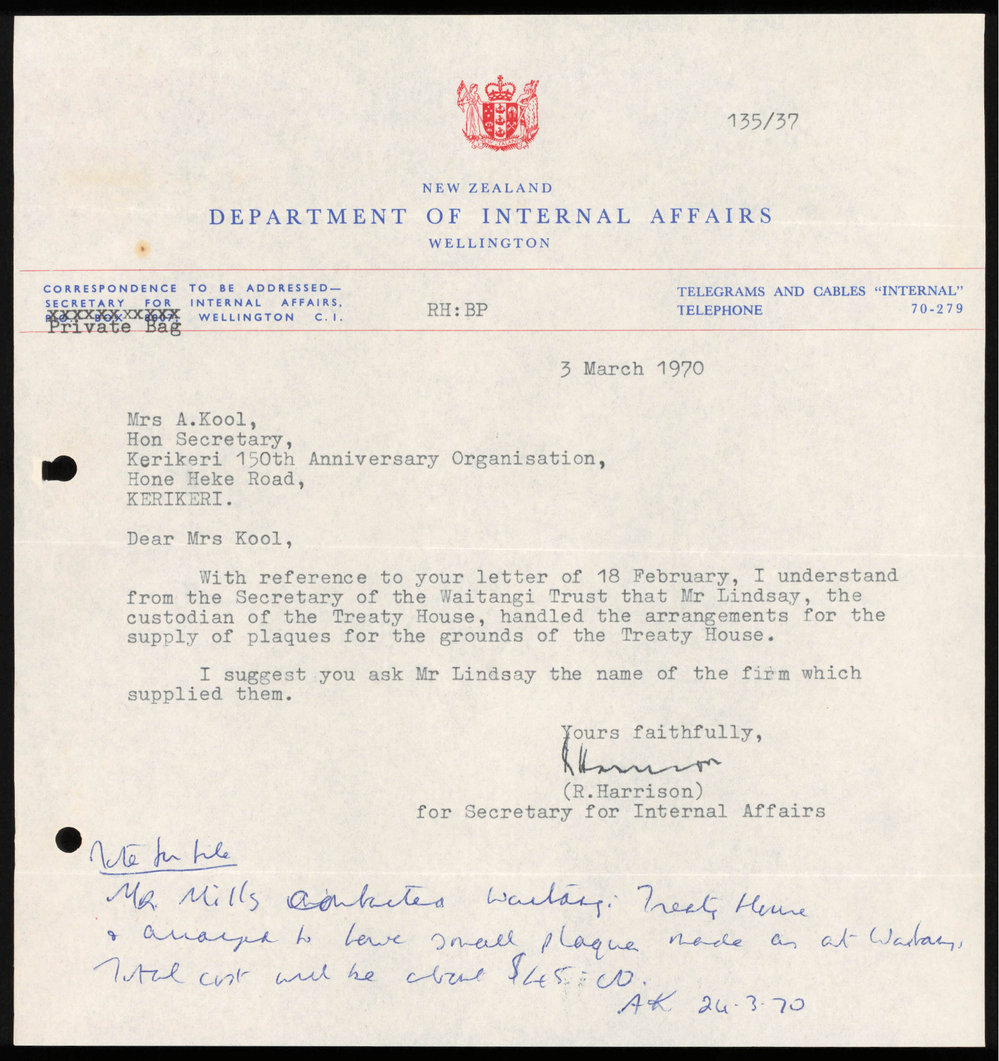 135/37
NEW ZEALAND
DEPARTMENT OF INTERNAL AFFAIRS
WELLINGTON
CORRESPONDENCE TO BE ADDRESSED—
SECRETARY FOR INTERNAL AFFAIRS,
P.O. BOX 8007, WELLINGTON C. 1.
Private Bag
RH:BP
TELEGRAMS AND CABLES "INTERNAL"
TELEPHONE 70-279
3 March 1970
Mrs A.Kool,
Hon Secretary,
Kerikeri 150th Anniversary Organisation,
Hone Heke Road,
KERIKERI.
Dear Mrs Kool,
With reference to your letter of 18 February, I understand
from the Secretary of the Waitangi Trust that Mr Lindsay, the
custodian of the Treaty House, handled the arrangements for the
supply of plaques for the grounds of the Treaty House.
I suggest you ask Mr Lindsay the name of the firm which
supplied them.
Yours faithfully,
RHarrison
(R.Harrison)
for Secretary for Internal Affairs
Note for file
Mr Mills contacted Waitangi Treaty House
& arranged to have small plaque made as at Waitangi.
Total cost will be about $45:00.
AK 24.3.70